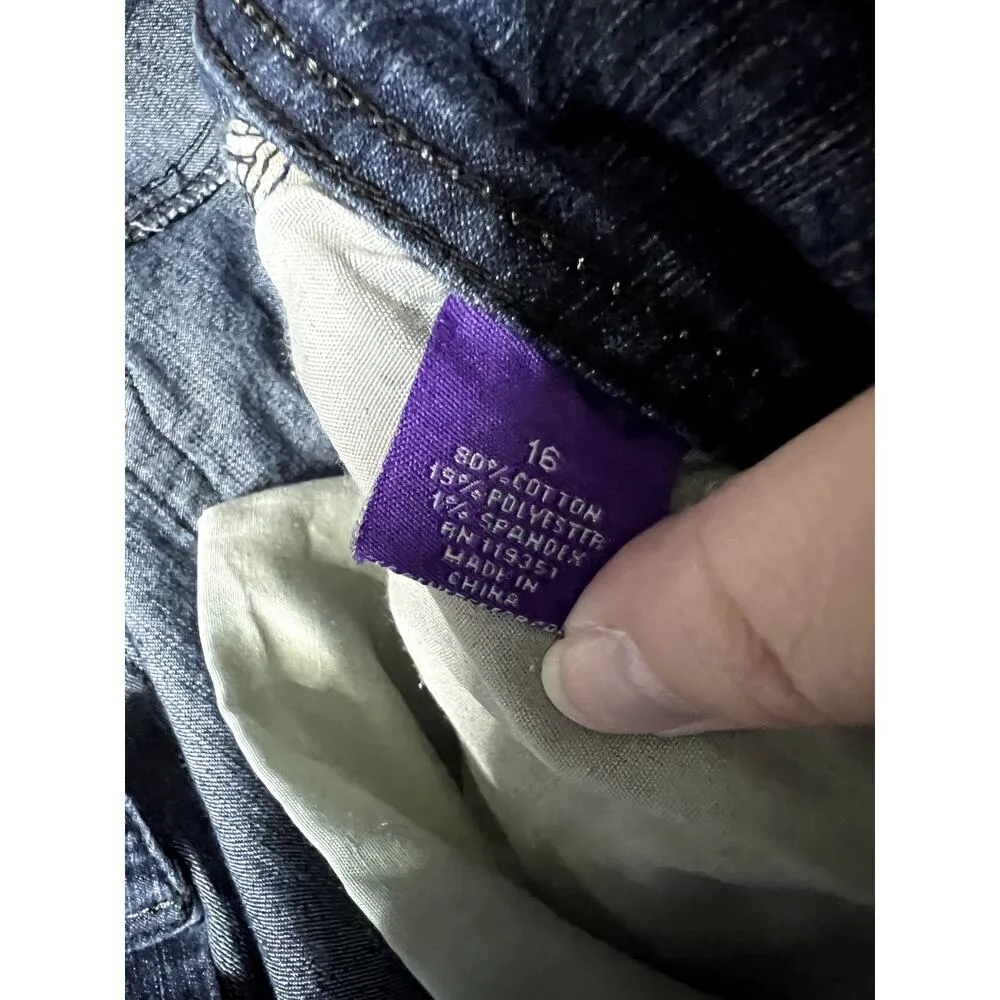 16
80% COTTON
19% POLYESTER
1% SPANDEX
RN 119351
MADE IN
CHINA